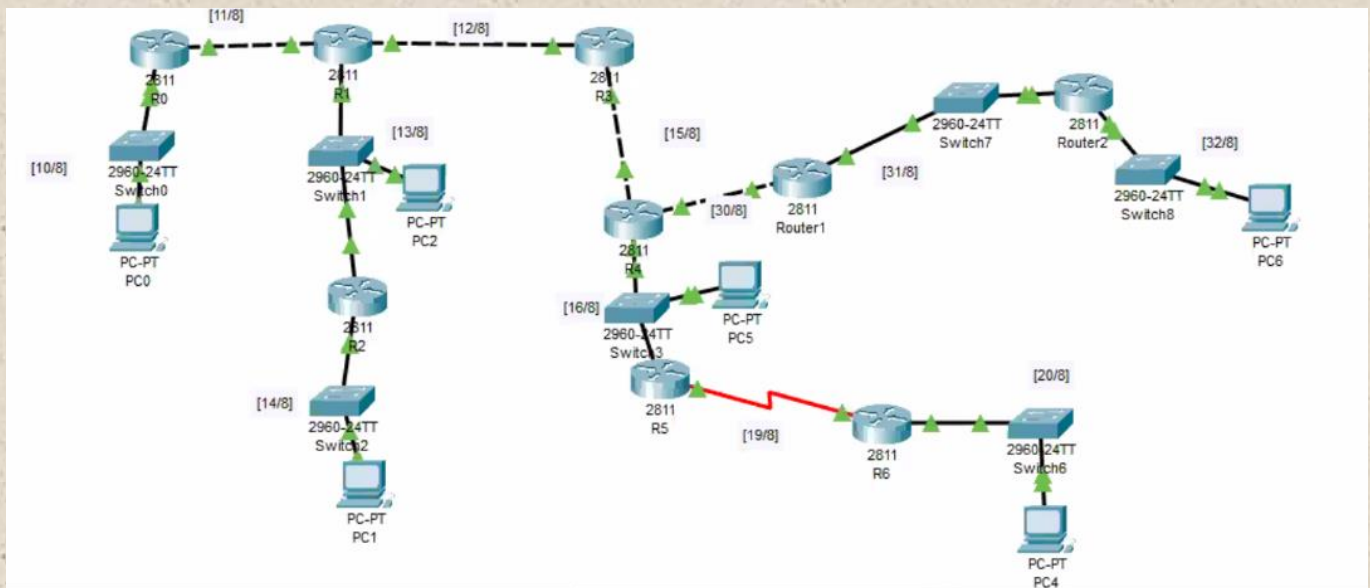 [11/8]
[12/8]
2811
R0
2811
R1
2811
R3
[10/8]
2960-24TT
Switch0
PC-PT
PC0
[13/8]
2960-24TT
Switch1
PC-PT
PC2
2811
R2
[14/8]
2960-24TT
Switch2
PC-PT
PC1
[15/8]
2811
R4
[30/8]
2811
Router1
[31/8]
2960-24TT
Switch7
2811
Router2
[32/8]
2960-24TT
Switch8
PC-PT
PC6
[16/8]
2960-24TT
Switch3
PC-PT
PC5
2811
R5
[19/8]
2811
R6
[20/8]
2960-24TT
Switch6
PC-PT
PC4